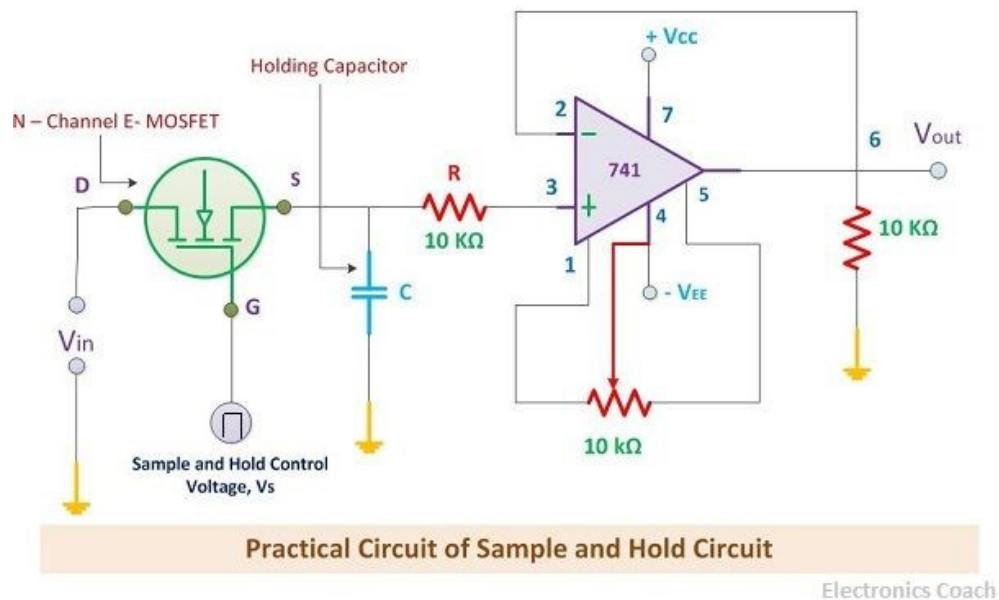 + Vcc
Holding Capacitor
N – Channel E- MOSFET
2
7
6
Vout
741
D
S
R
3
5
4
10 KΩ
10 KΩ
1
G
C
- VEE
Vin
10 kΩ
Sample and Hold Control
Voltage, Vs
Practical Circuit of Sample and Hold Circuit
Electronics Coach